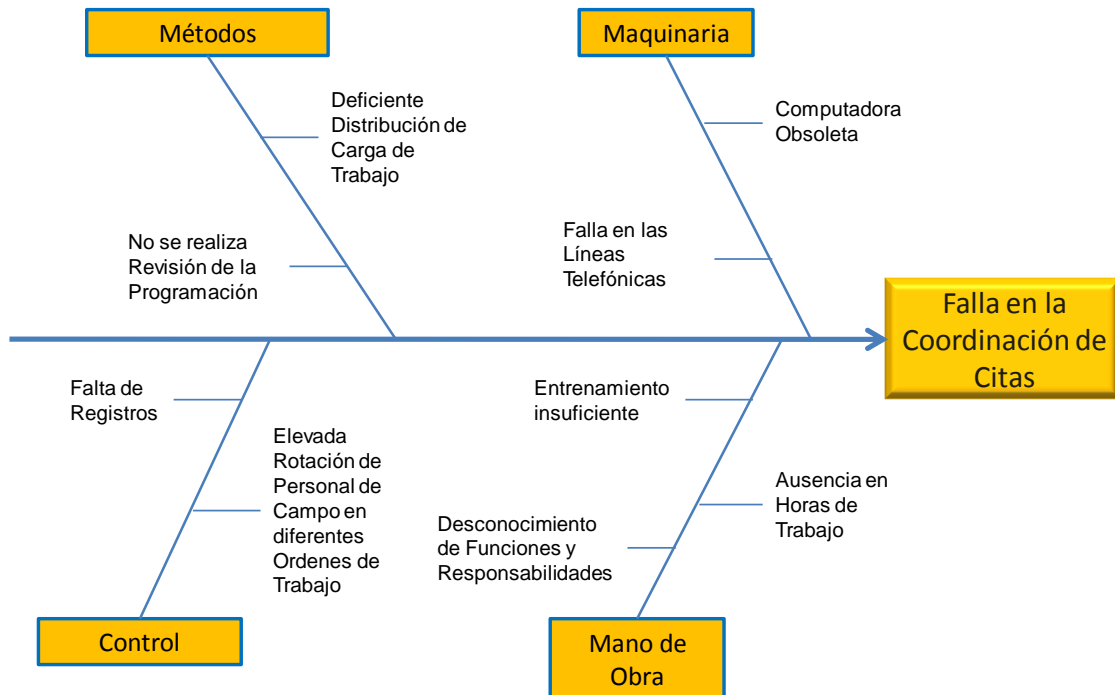 Métodos
Maquinaria
Deficiente
Distribución de
Carga de
Trabajo
Computadora
Obsoleta
No se realiza
Revisión de la
Programación
Falla en las
Líneas
Telefónicas
Falla en la
Coordinación de
Citas
Falta de
Registros
Entrenamiento
insuficiente
Elevada
Rotación de
Personal de
Campo en
diferentes
Ordenes de
Trabajo
Ausencia en
Horas de
Trabajo
Desconocimiento
de Funciones y
Responsabilidades
Control
Mano de
Obra